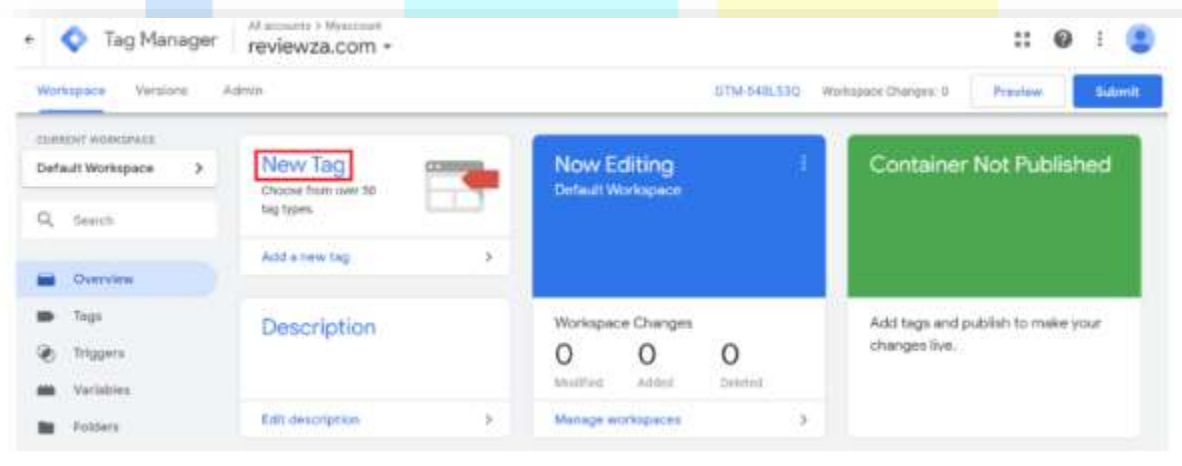 All accounts > Myaccount
Tag Manager
reviewza.com
Workspace Versions Admin
Workspace Changes: 0
Preview
Submit
CURRENT WORKSPACE
Default Workspace
Search
Overview
Tags
Triggers
Variables
Folders
New Tag
Choose from over 50
tag types.
Add a new tag
Description
Edit description
Now Editing
Default Workspace
Workspace Changes
0 0 0
Modified Added Deleted
Manage workspaces
Container Not Published
Add tags and publish to make your
changes live.